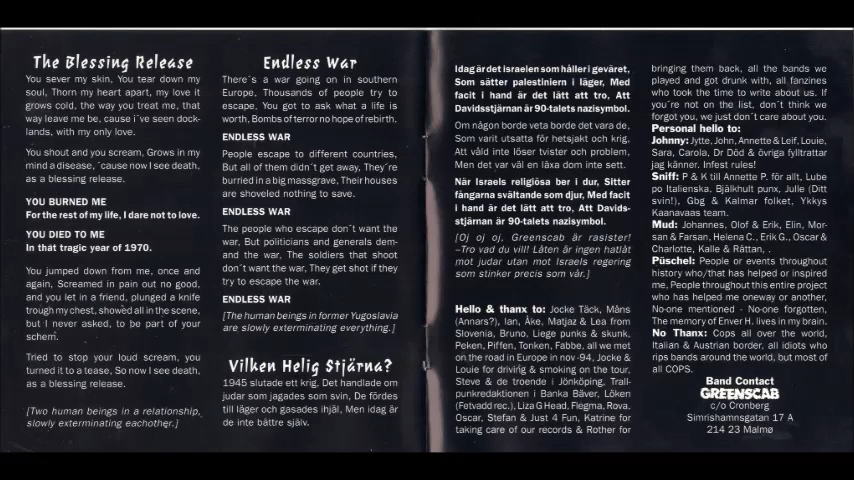 The Blessing Release
You sever my skin, You tear down my
soul, Thorn my heart apart, my love it
grows cold, the way you treat me, that
way leave me be, cause i´ve seen dock-
lands, with my only love.
You shout and you scream, Grows in my
mind a disease, ´cause now I see death,
as a blessing release.
YOU BURNED ME
For the rest of my life, I dare not to love.
YOU DIED TO ME
In that tragic year of 1970.
You jumped down from me, once and
again, Screamed in pain out no good,
and you let in a friend, plunged a knife
trough my chest, showed all in the scene,
but I never asked, to be part of your
schem.
Tried to stop your loud scream, you
turned it to a tease, So now I see death,
as a blessing release.
[Two human beings in a relationship,
slowly exterminating eachother.]
Endless War
There´s a war going on in southern
Europe, Thousands of people try to
escape, You got to ask what a life is
worth, Bombs of terror no hope of rebirth.
ENDLESS WAR
People escape to different countries,
But all of them didn´t get away, They´re
burried in a big massgrave, Their houses
are shoveled nothing to save.
ENDLESS WAR
The people who escape don´t want the
war, But politicians and generals dem-
and the war, The soldiers that shoot
don´t want the war, They get shot if they
try to escape the war.
ENDLESS WAR
[The human beings in former Yugoslavia
are slowly exterminating everything.]
Vilken Helig Stjärna?
1945 slutade ett krig, Det handlade om
judar som jagades som svin, De fördes
till läger och gasades ihjäl, Men idag är
de inte bättre själv.
Idag är det israelen som håller i geväret,
Som sätter palestiniern i läger, Med
facit i hand är det lätt att tro, Att
Davidsstjärnan är 90-talets nazisymbol.
Om någon borde veta borde det vara de,
Som varit utsatta för hetsjakt och krig,
Att våld inte löser tvister och problem,
Men det var väl en läxa dom inte sett.
När Israels religiösa ber i dur, Sitter
fångarna svältande som djur, Med facit
i hand är det lätt att tro, Att Davids-
stjärnan är 90-talets nazisymbol.
[Oj oj oj, Greenscab är rasister!
–Tro vad du vill! Låten är ingen hatlåt
mot judar utan mot Israels regering
som stinker precis som vår.]
Hello & thanx to: Jocke Täck, Måns
(Annars?), Ian, Åke, Matjaz & Lea from
Slovenia, Bruno, Liege punks & skunk,
Peken, Piffen, Tonken, Fabbe, all we met
on the road in Europe in nov-94, Jocke &
Louie for driving & smoking on the tour,
Steve & de troende i Jönköping, Trall-
punkredaktionen i Banka Bäver, Löken
(Fetvadd rec.), Liza G Head, Flegma, Rova,
Oscar, Stefan & Just 4 Fun, Katrine for
taking care of our records & Rother for
bringing them back, all the bands we
played and got drunk with, all fanzines
who took the time to write about us. If
you´re not on the list, don´t think we
forgot you, we just don´t care about you.
Personal hello to:
Johnny: Jytte, John, Annette & Leif, Louie,
Sara, Carola, Dr Död & övriga fylltrattar
jag känner. Infest rules!
Sniff: P & K till Annette P. för allt, Lube
po Italienska. Bjälkhult punx, Julle (Ditt
svin!), Gbg & Kalmar folket, Ykkys
Kaanavaas team.
Mud: Johannes, Olof & Erik, Elin, Mor-
san & Farsan, Helena C., Erik G., Oscar &
Charlotte, Kalle & Råttan, .
Püschel: People or events throughout
history who/that has helped or inspired
me, People throughout this entire project
who has helped me oneway or another,
No-one mentioned - No-one forgotten,
The memory of Enver H. lives in my brain.
No Thanx: Cops all over the world,
Italian & Austrian border, all idiots who
rips bands around the world, but most of
all COPS.
Band Contact
GREENSCAB
c/o Cronberg
Simrishamnsgatan 17 A
214 23 Malmø